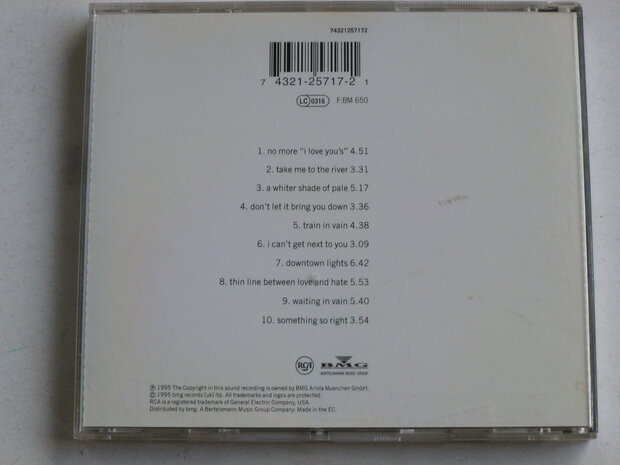 74321257172
7 4321-25717-2 1
LC 0316 F:BM 650
1. no more "i love you's" 4.51
2. take me to the river 3.31
3. a whiter shade of pale 5.17
4. don't let it bring you down 3.36
5. train in vain 4.38
6. i can't get next to you 3.09
7. downtown lights 6.42
8. thin line between love and hate 5.53
9. waiting in vain 5.40
10. something so right 3.54
RCA BMG
BERTELSMANN MUSIC GROUP
℗ 1995 The Copyright in this sound recording is owned by BMG Ariola Muenchen GmbH.
© 1995 bmg records (uk) ltd. All trademarks and logos are protected.
RCA is a registered trademark of General Electric Company, USA.
Distributed by bmg. A Bertelsmann Music Group Company. Made in the EC.